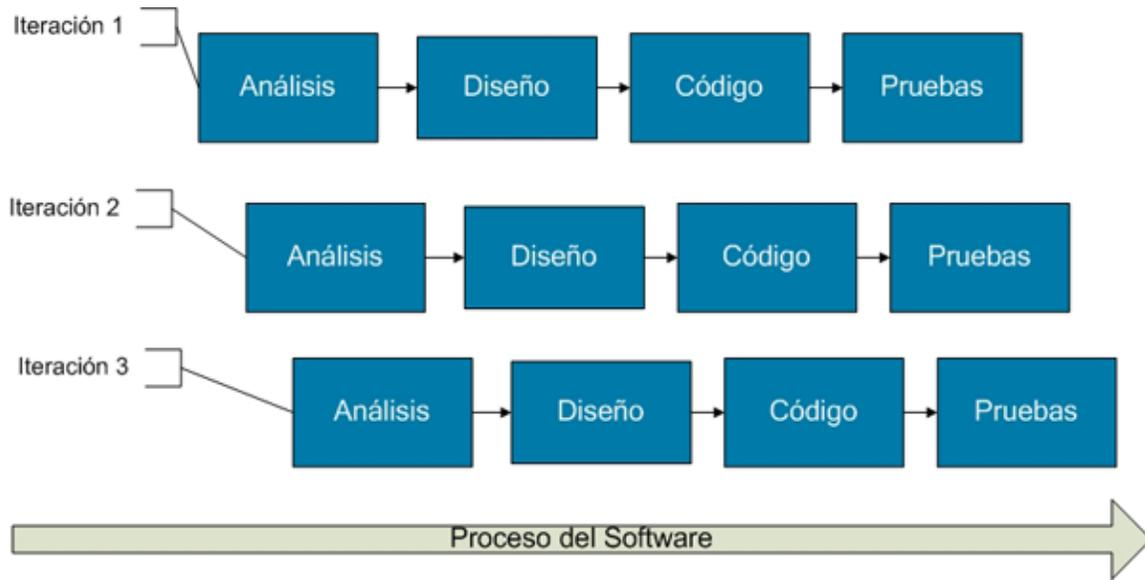 Iteración 1
Análisis
Diseño
Código
Pruebas
Iteración 2
Análisis
Diseño
Código
Pruebas
Iteración 3
Análisis
Diseño
Código
Pruebas
Proceso del Software